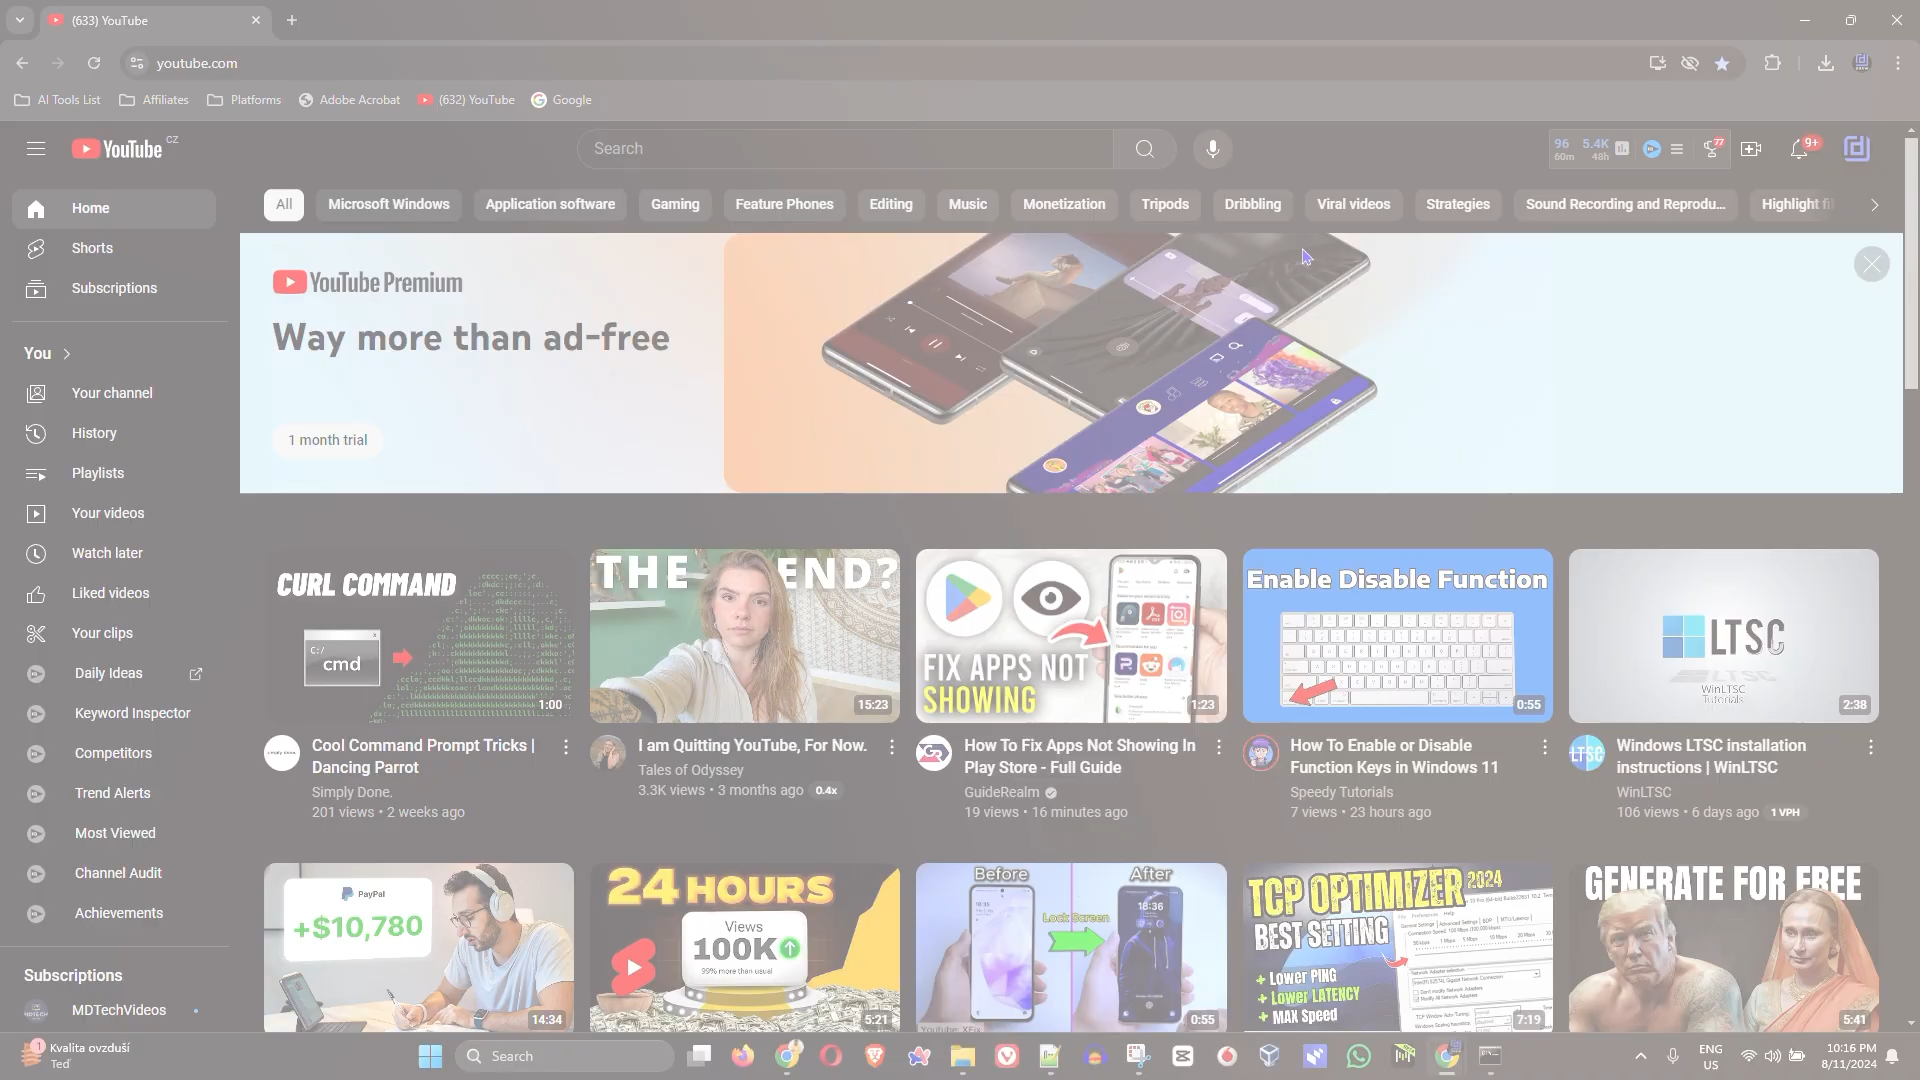 (633) YouTube
youtube.com
AI Tools List
Affiliates
Platforms
Adobe Acrobat
(632) YouTube
Google
YouTube CZ
Search
96
60m
5.4K
48h
77
9+
Home
Shorts
Subscriptions
You
Your channel
History
Playlists
Your videos
Watch later
Liked videos
Your clips
Daily Ideas
Keyword Inspector
Competitors
Trend Alerts
Most Viewed
Channel Audit
Achievements
Subscriptions
MDTechVideos
All
Microsoft Windows
Application software
Gaming
Feature Phones
Editing
Music
Monetization
Tripods
Dribbling
Viral videos
Strategies
Sound Recording and Reprodu...
Highlight fi
YouTube Premium
Way more than ad-free
1 month trial
CURL COMMAND
C:/
cmd
1:00
Cool Command Prompt Tricks |
Dancing Parrot
Simply Done.
201 views • 2 weeks ago
THE END?
15:23
I am Quitting YouTube, For Now.
Tales of Odyssey
3.3K views • 3 months ago 0.4x
FIX APPS NOT
SHOWING
1:23
How To Fix Apps Not Showing In
Play Store - Full Guide
GuideRealm
19 views • 16 minutes ago
Enable Disable Function
0:55
How To Enable or Disable
Function Keys in Windows 11
Speedy Tutorials
7 views • 23 hours ago
LTSC
WinLTSC
Tutorials
2:38
LTSC
Windows LTSC installation
instructions | WinLTSC
WinLTSC
106 views • 6 days ago 1 VPH
PayPal
+$10,780
14:34
24 HOURS
Views
100K
99% more than usual
5:21
Before
After
18:36
Lock Screen
0:55
TCP OPTIMIZER 2024
BEST SETTING
+ Lower PING
+ Lower LATENCY
+ MAX Speed
7:19
GENERATE FOR FREE
5:41
1
Kvalita ovzduší
Teď
Search
ENG
US
10:16 PM
8/11/2024